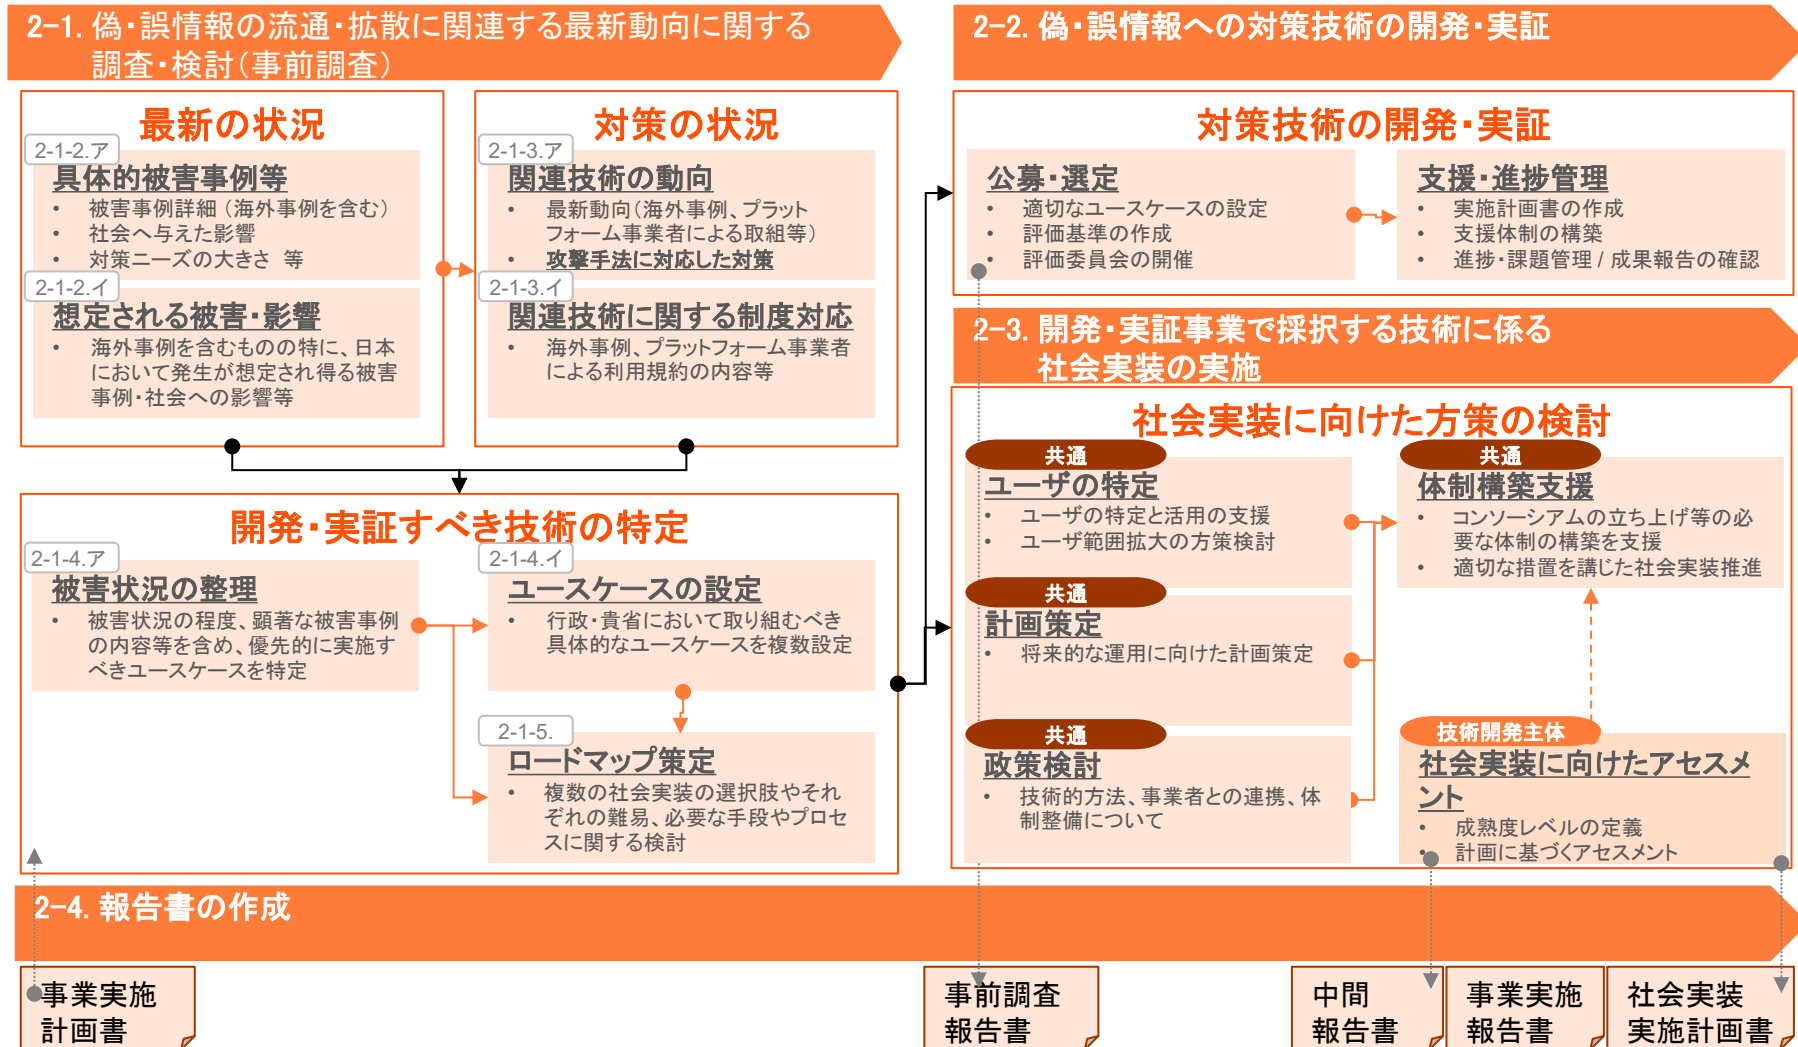 2-1. 偽・誤情報の流通・拡散に関連する最新動向に関する
調査・検討（事前調査）
最新の状況
2-1-2.ア
具体的被害事例等
• 被害事例詳細（海外事例を含む）
• 社会へ与えた影響
• 対策ニーズの大きさ 等
2-1-2.イ
想定される被害・影響
• 海外事例を含むものの特に、日本
において発生が想定され得る被害
事例・社会への影響等
対策の状況
2-1-3.ア
関連技術の動向
• 最新動向（海外事例、プラット
フォーム事業者による取組等）
• 攻撃手法に対応した対策
2-1-3.イ
関連技術に関する制度対応
• 海外事例、プラットフォーム事業者
による利用規約の内容等
開発・実証すべき技術の特定
2-1-4.ア
被害状況の整理
• 被害状況の程度、顕著な被害事例
の内容等を含め、優先的に実施す
べきユースケースを特定
2-1-4.イ
ユースケースの設定
• 行政・貴省において取り組むべき
具体的なユースケースを複数設定
2-1-5.
ロードマップ策定
• 複数の社会実装の選択肢やそれ
ぞれの難易、必要な手段やプロセ
スに関する検討
2-2. 偽・誤情報への対策技術の開発・実証
対策技術の開発・実証
公募・選定
• 適切なユースケースの設定
• 評価基準の作成
• 評価委員会の開催
支援・進捗管理
• 実施計画書の作成
• 支援体制の構築
• 進捗・課題管理 / 成果報告の確認
2-3. 開発・実証事業で採択する技術に係る
社会実装の実施
社会実装に向けた方策の検討
共通
ユーザの特定
• ユーザの特定と活用の支援
• ユーザ範囲拡大の方策検討
共通
計画策定
• 将来的な運用に向けた計画策定
共通
政策検討
• 技術的方法、事業者との連携、体
制整備について
共通
体制構築支援
• コンソーシアムの立ち上げ等の必
要な体制の構築を支援
• 適切な措置を講じた社会実装推進
技術開発主体
社会実装に向けたアセスメ
ント
• 成熟度レベルの定義
• 計画に基づくアセスメント
2-4. 報告書の作成
事業実施
計画書
事前調査
報告書
中間
報告書
事業実施
報告書
社会実装
実施計画書